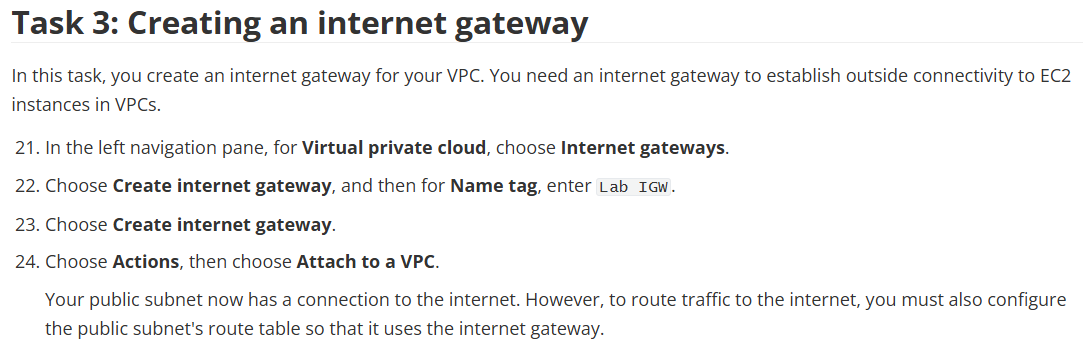 Task 3: Creating an internet gateway
In this task, you create an internet gateway for your VPC. You need an internet gateway to establish outside connectivity to EC2
instances in VPCs.
21. In the left navigation pane, for Virtual private cloud, choose Internet gateways.
22. Choose Create internet gateway, and then for Name tag, enter Lab IGW.
23. Choose Create internet gateway.
24. Choose Actions, then choose Attach to a VPC.
Your public subnet now has a connection to the internet. However, to route traffic to the internet, you must also configure
the public subnet's route table so that it uses the internet gateway.